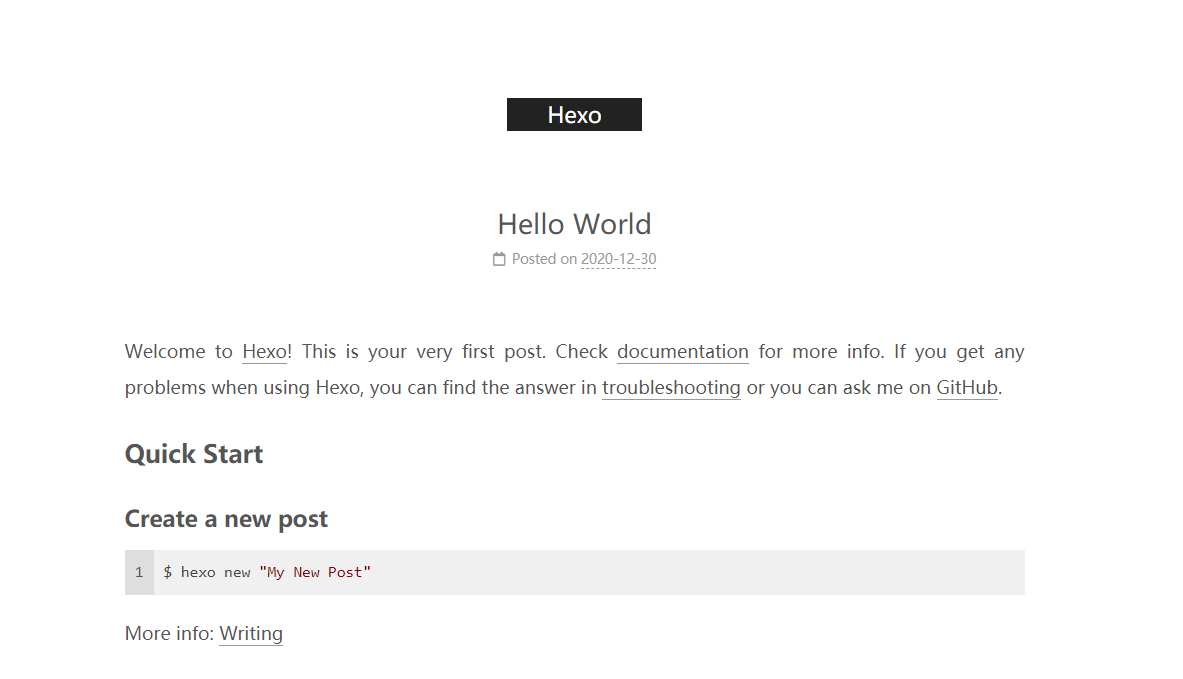 Hexo
Hello World
Posted on 2020-12-30
Welcome to Hexo! This is your very first post. Check documentation for more info. If you get any
problems when using Hexo, you can find the answer in troubleshooting or you can ask me on GitHub.
Quick Start
Create a new post
1 $ hexo new "My New Post"
More info: Writing